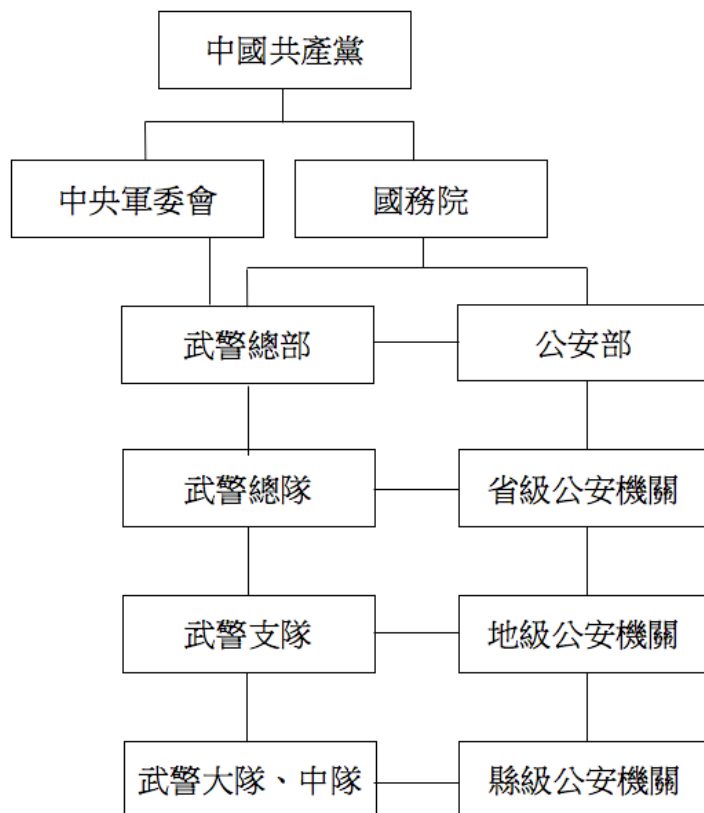 中國共產黨
中央軍委會
國務院
武警總部
公安部
武警總隊
省級公安機關
武警支隊
地級公安機關
武警大隊、中隊
縣級公安機關